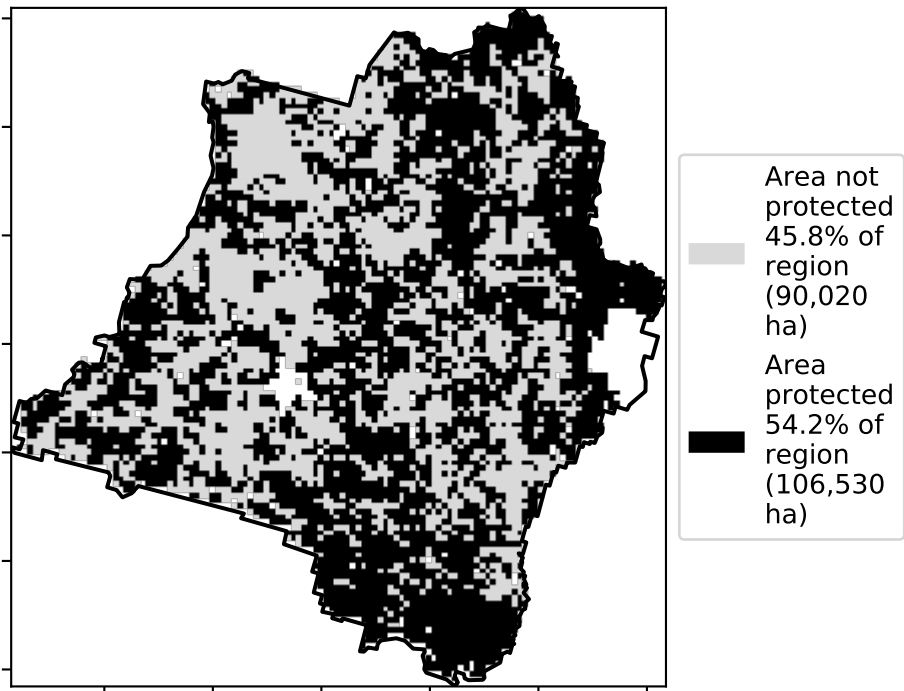 Area not
protected
45.8% of
region
(90,020
ha)
Area
protected
54.2% of
region
(106,530
ha)